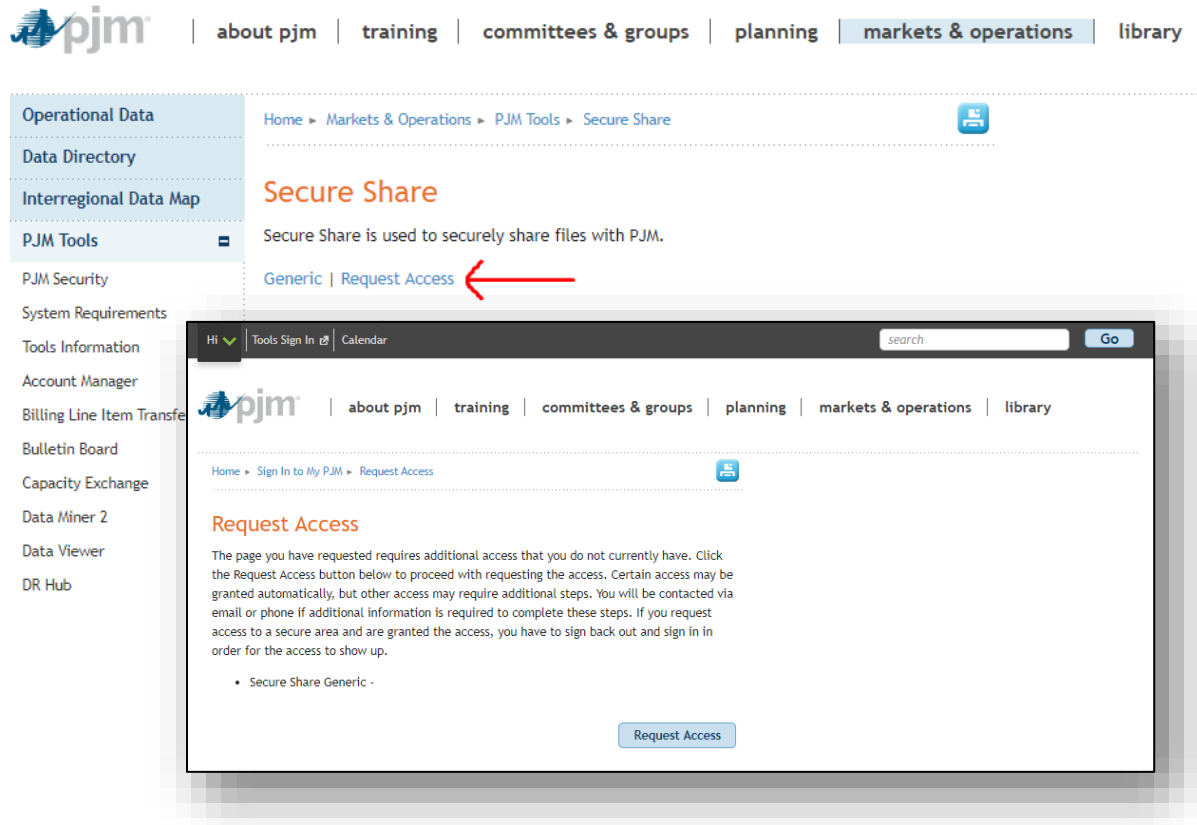 pjm
about pjm
training
committees & groups
planning
markets & operations
library
Operational Data
Data Directory
Interregional Data Map
PJM Tools
PJM Security
System Requirements
Tools Information
Account Manager
Billing Line Item Transfe
Bulletin Board
Capacity Exchange
Data Miner 2
Data Viewer
DR Hub
Home ► Markets & Operations ► PJM Tools ► Secure Share
Secure Share
Secure Share is used to securely share files with PJM.
Generic | Request Access
Hi
Tools Sign In
Calendar
search
Go
pjm
about pjm
training
committees & groups
planning
markets & operations
library
Home ► Sign In to My PJM ► Request Access
Request Access
The page you have requested requires additional access that you do not currently have. Click
the Request Access button below to proceed with requesting the access. Certain access may be
granted automatically, but other access may require additional steps. You will be contacted via
email or phone if additional information is required to complete these steps. If you request
access to a secure area and are granted the access, you have to sign back out and sign in in
order for the access to show up.
• Secure Share Generic -
Request Access